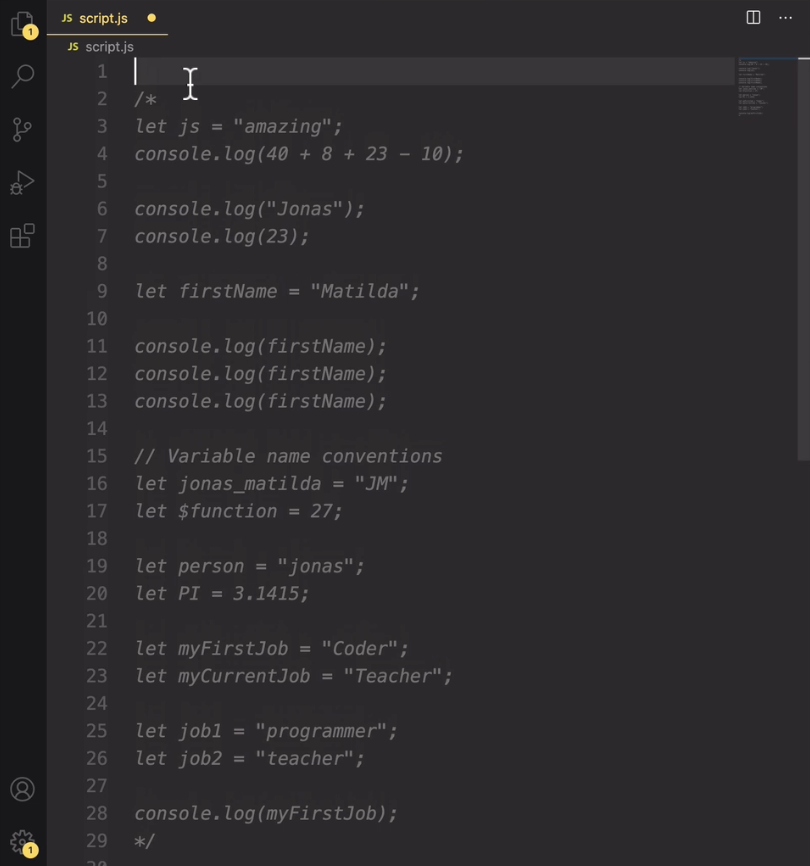 JS script.js
1
JS script.js
1
2 /*
3 let js = "amazing";
4 console.log(40 + 8 + 23 - 10);
5
6 console.log("Jonas");
7 console.log(23);
8
9 let firstName = "Matilda";
10
11 console.log(firstName);
12 console.log(firstName);
13 console.log(firstName);
14
15 // Variable name conventions
16 let jonas_matilda = "JM";
17 let $function = 27;
18
19 let person = "jonas";
20 let PI = 3.1415;
21
22 let myFirstJob = "Coder";
23 let myCurrentJob = "Teacher";
24
25 let job1 = "programmer";
26 let job2 = "teacher";
27
28 console.log(myFirstJob);
29 */
1